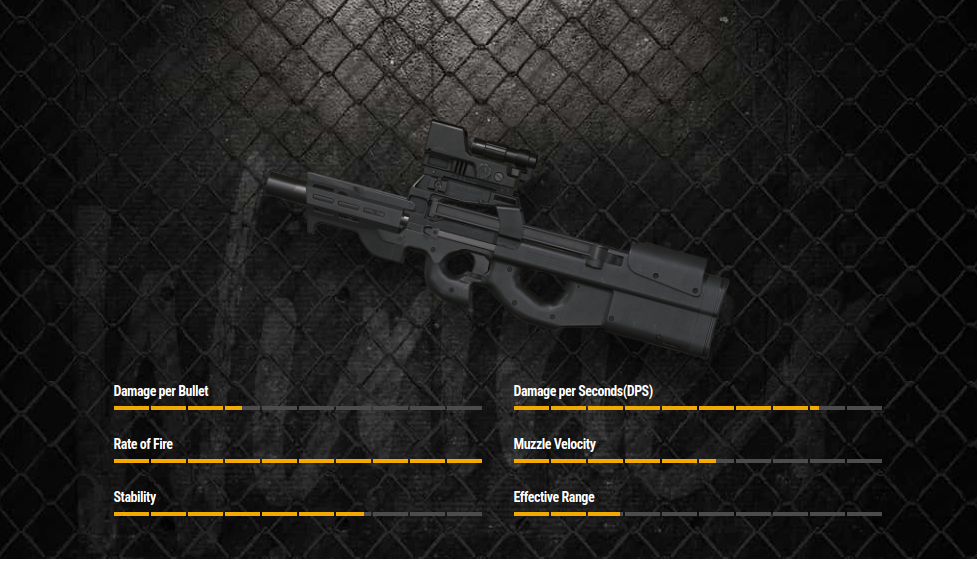 Damage per Bullet
Damage per Seconds(DPS)
Rate of Fire
Muzzle Velocity
Stability
Effective Range